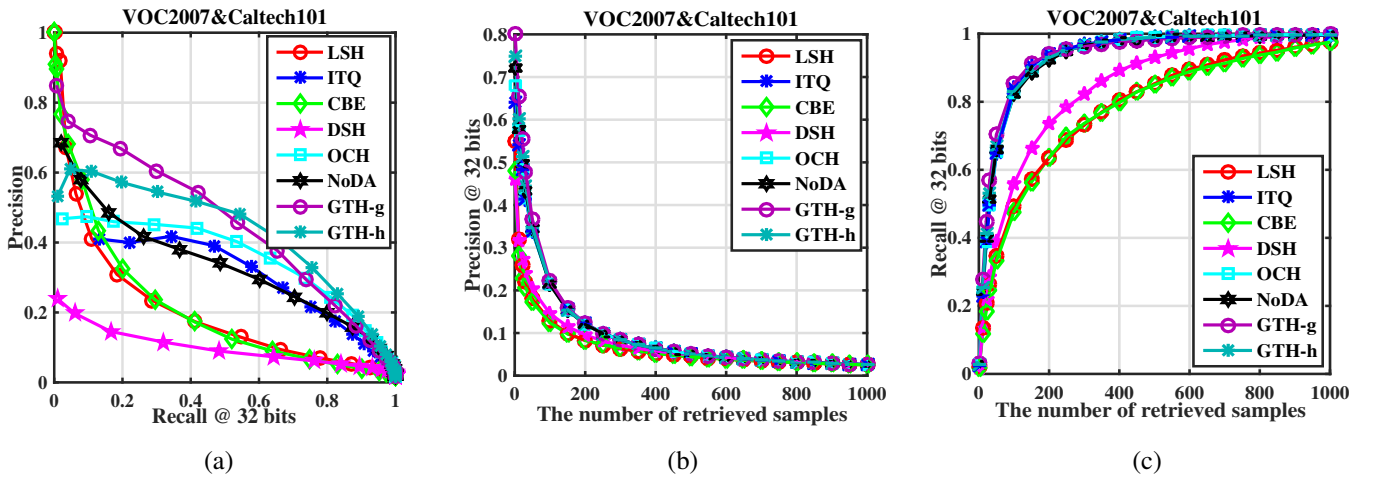 VOC2007&Caltech101
1
0.8
0.6
0.4
0.2
0
Precision
0 0.2 0.4 0.6 0.8 1
Recall @ 32 bits
LSH
ITQ
CBE
DSH
OCH
NoDA
GTH-g
GTH-h
(a)
VOC2007&Caltech101
0.8
0.7
0.6
0.5
0.4
0.3
0.2
0.1
0
Precision @ 32 bits
0 200 400 600 800 1000
The number of retrieved samples
LSH
ITQ
CBE
DSH
OCH
NoDA
GTH-g
GTH-h
(b)
VOC2007&Caltech101
1
0.8
0.6
0.4
0.2
0
Recall @ 32 bits
0 200 400 600 800 1000
The number of retrieved samples
LSH
ITQ
CBE
DSH
OCH
NoDA
GTH-g
GTH-h
(c)